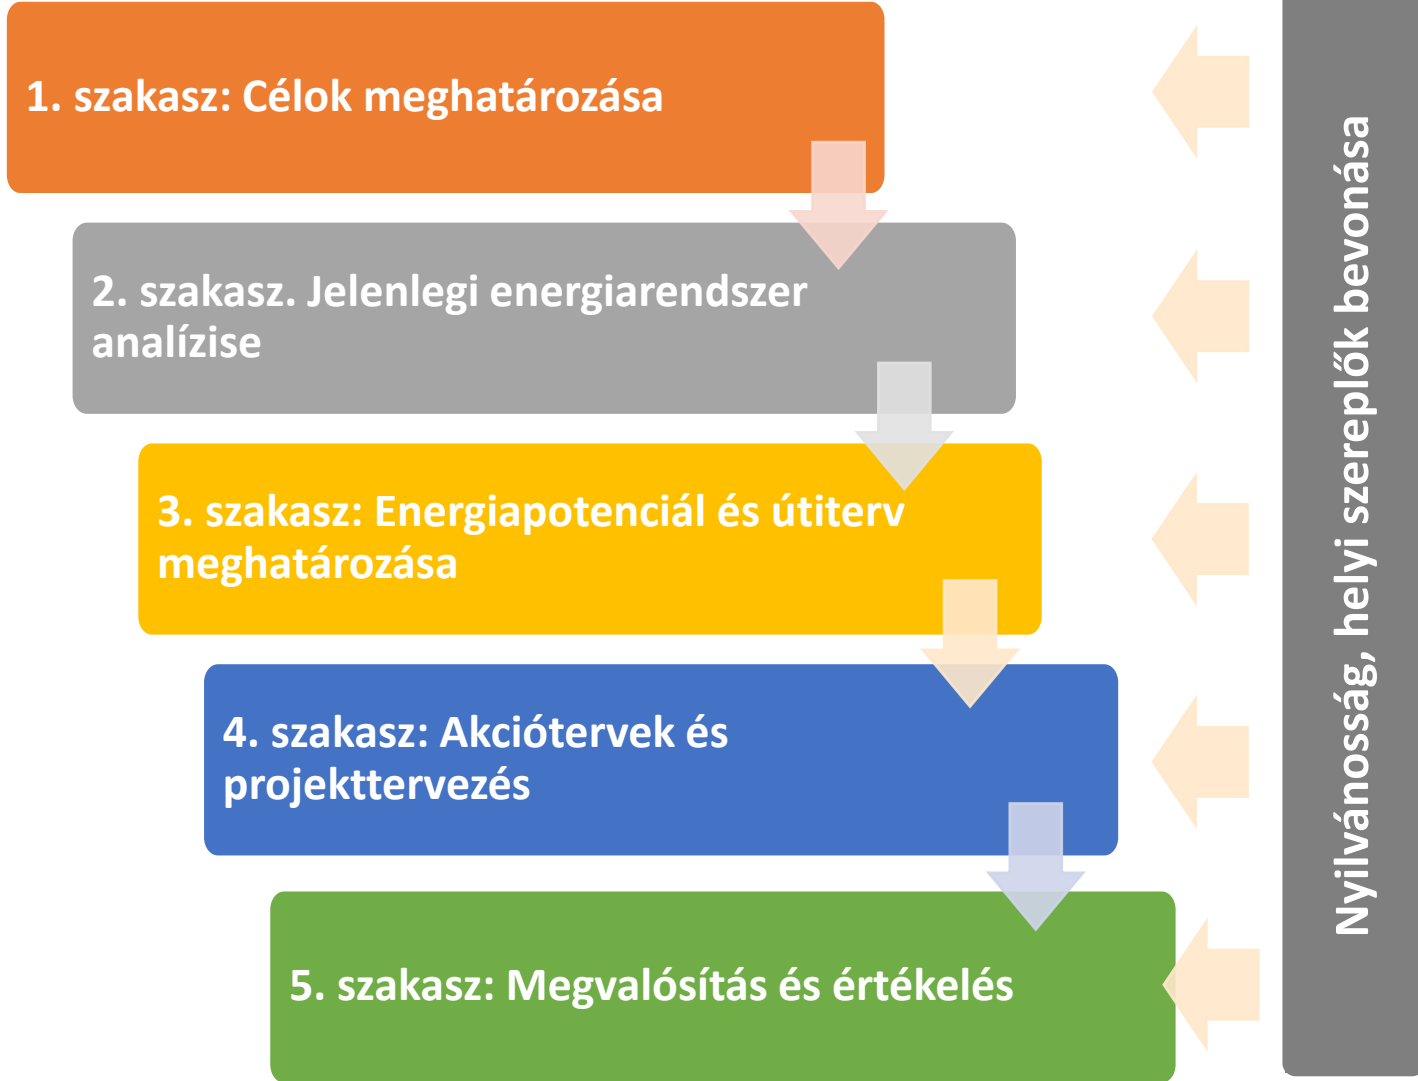 1. szakasz: Célok meghatározása
2. szakasz. Jelenlegi energiarendszer
analízise
3. szakasz: Energiapotenciál és útiterv
meghatározása
4. szakasz: Akciótervek és
projekttervezés
5. szakasz: Megvalósítás és értékelés
Nyilvánosság, helyi szereplők bevonása